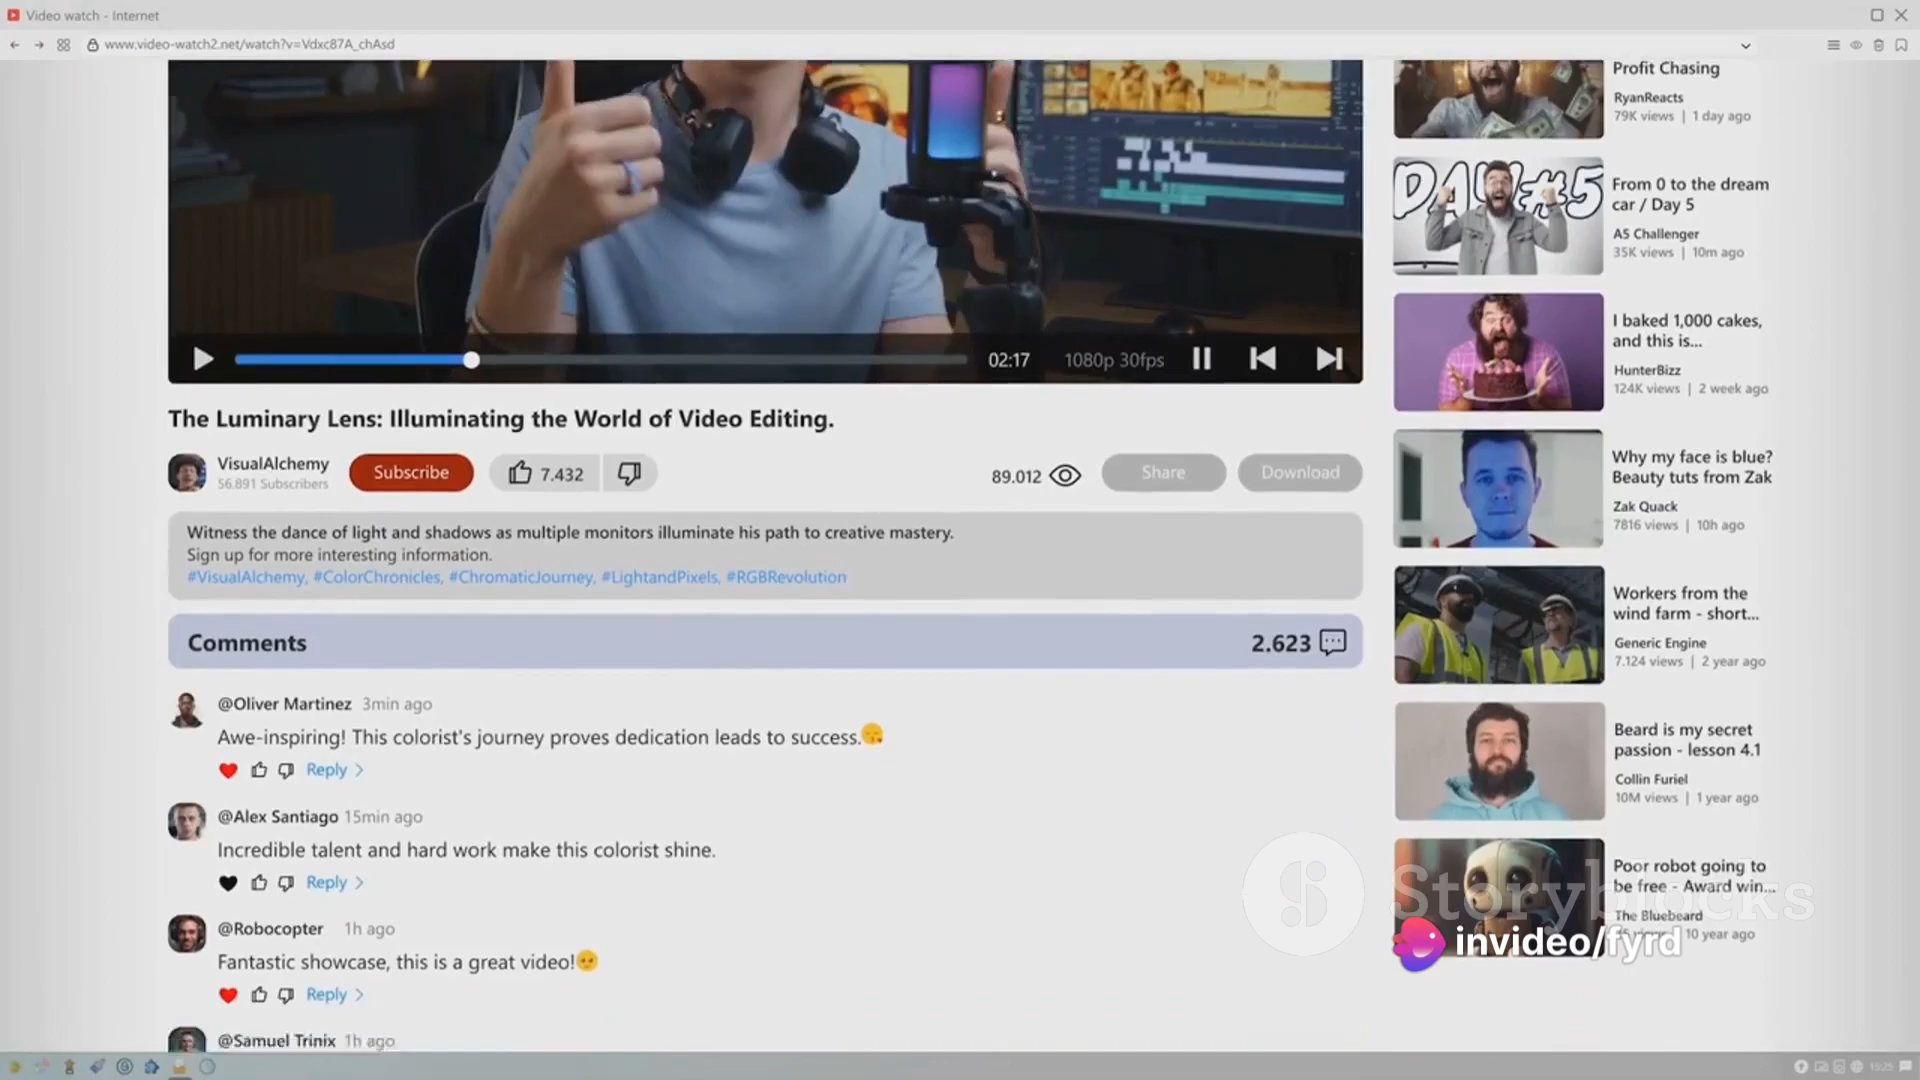 Video watch - Internet
www.video-watch2.net/watch?v=Vdxc87A_chAsd
02:17
1080p 30fps
The Luminary Lens: Illuminating the World of Video Editing.
VisualAlchemy
56.891 Subscribers
Subscribe
7.432
89.012
Share
Download
Witness the dance of light and shadows as multiple monitors illuminate his path to creative mastery.
Sign up for more interesting information.
#VisualAlchemy, #ColorChronicles, #ChromaticJourney, #LightandPixels, #RGBRevolution
Comments
2.623
@Oliver Martinez 3min ago
Awe-inspiring! This colorist's journey proves dedication leads to success.
Reply
@Alex Santiago 15min ago
Incredible talent and hard work make this colorist shine.
Reply
@Robocopter 1h ago
Fantastic showcase, this is a great video!
Reply
@Samuel Trinix 1h ago
Profit Chasing
RyanReacts
79K views | 1 day ago
DAY #5
From 0 to the dream
car / Day 5
A5 Challenger
35K views | 10m ago
I baked 1,000 cakes,
and this is...
HunterBizz
124K views | 2 week ago
Why my face is blue?
Beauty tuts from Zak
Zak Quack
7816 views | 10h ago
Workers from the
wind farm - short...
Generic Engine
7.124 views | 2 year ago
Beard is my secret
passion - lesson 4.1
Collin Furiel
10M views | 1 year ago
Poor robot going to
be free - Award win...
The Bluebeard
views | 10 year ago
Storyblocks
invideo/fyrd
15:25